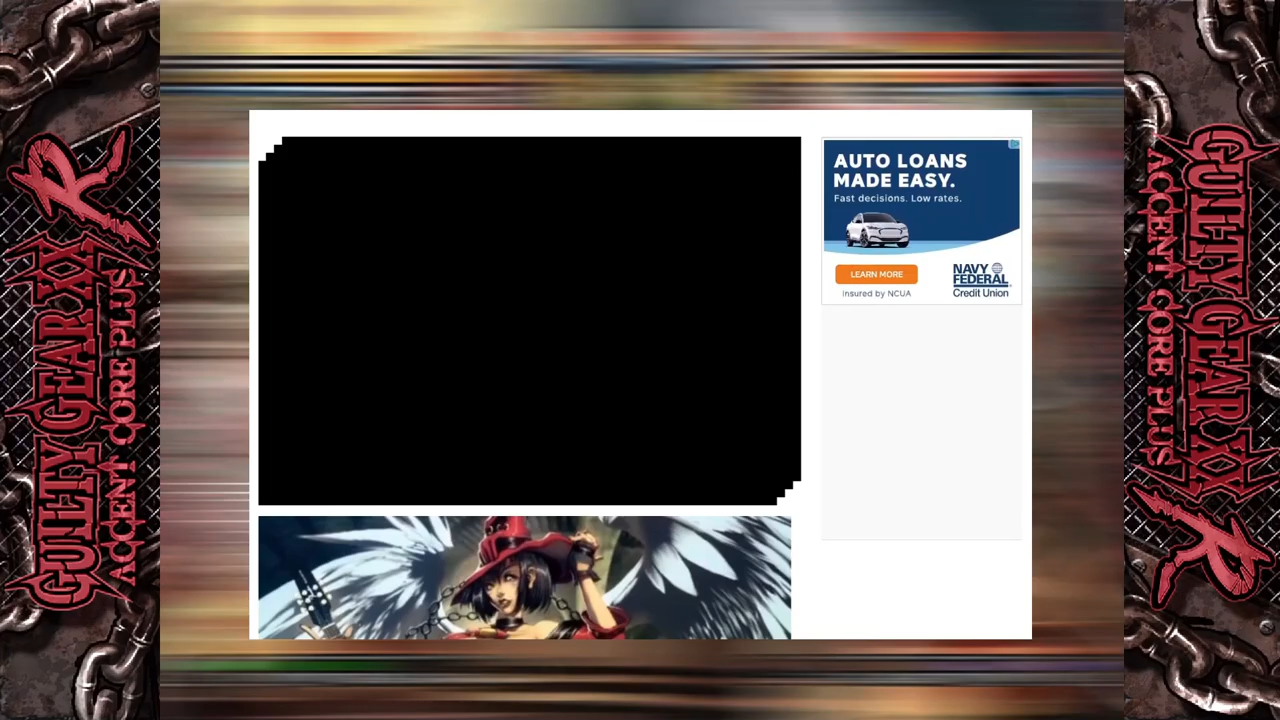 GUILTY GEAR XX R
ACCENT CORE PLUS
AUTO LOANS
MADE EASY.
Fast decisions. Low rates.
LEARN MORE
Insured by NCUA
NAVY
FEDERAL
Credit Union
GUILTY GEAR XX R
ACCENT CORE PLUS